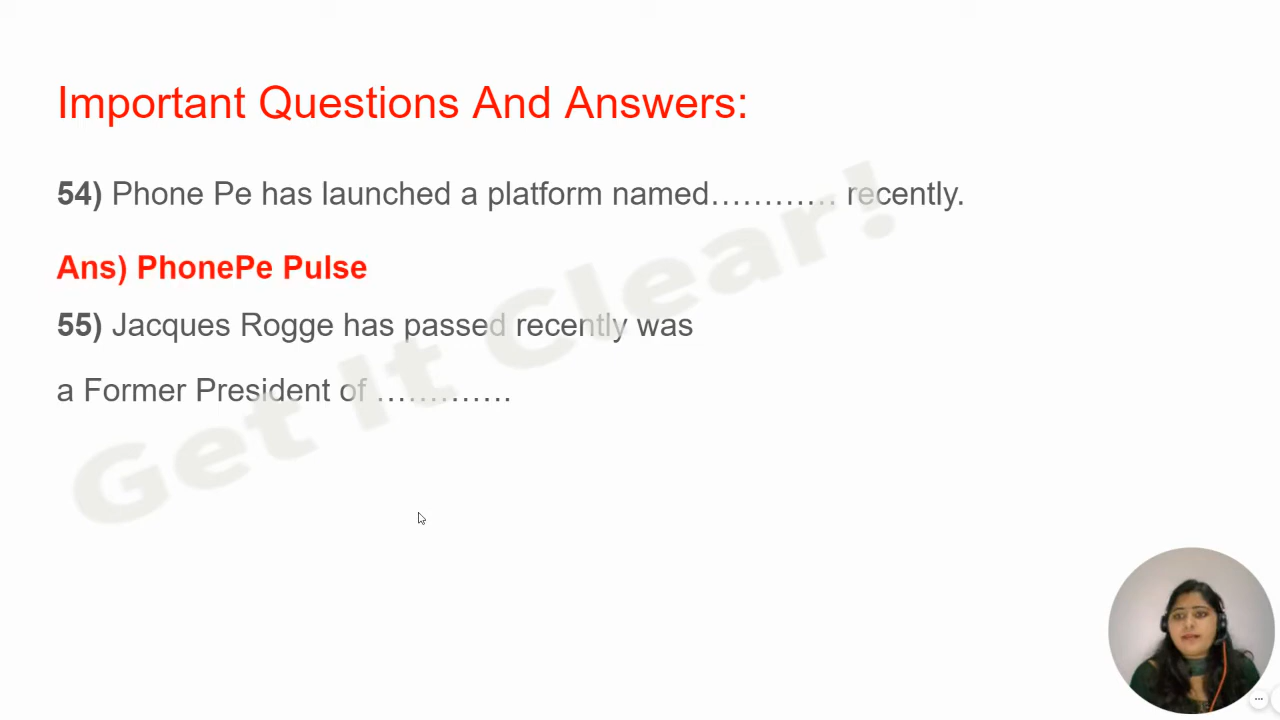 Important Questions And Answers:
54) Phone Pe has launched a platform named………… recently.
Ans) PhonePe Pulse
55) Jacques Rogge has passed recently was
a Former President of ………….
Get It Clear!